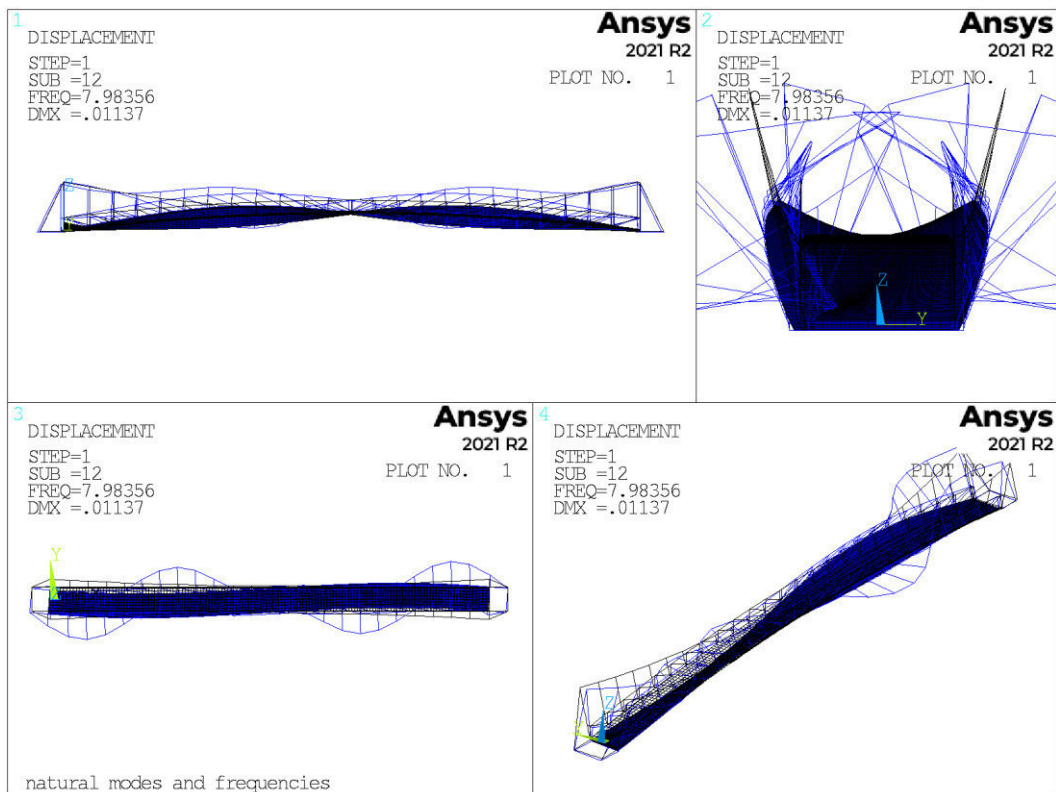 1
Ansys
2021 R2
DISPLACEMENT
STEP=1
SUB =12
FREQ=7.98356
DMX =.01137
PLOT NO.   1
Z
2
Ansys
2021 R2
DISPLACEMENT
STEP=1
SUB =12
FREQ=7.98356
DMX =.01137
PLOT NO.   1
Z
Y
3
Ansys
2021 R2
DISPLACEMENT
STEP=1
SUB =12
FREQ=7.98356
DMX =.01137
PLOT NO.   1
Y
natural modes and frequencies
4
Ansys
2021 R2
DISPLACEMENT
STEP=1
SUB =12
FREQ=7.98356
DMX =.01137
PLOT NO.   1
Z